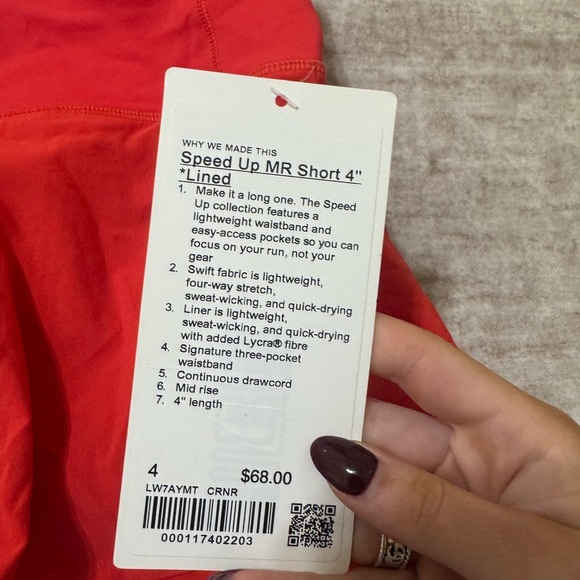 WHY WE MADE THIS
Speed Up MR Short 4"
*Lined
1. Make it a long one. The Speed
Up collection features a
lightweight waistband and
easy-access pockets so you can
focus on your run, not your
gear
2. Swift fabric is lightweight,
four-way stretch,
sweat-wicking, and quick-drying
3. Liner is lightweight,
sweat-wicking, and quick-drying
with added Lycra® fibre
4. Signature three-pocket
waistband
5. Continuous drawcord
6. Mid rise
7. 4" length
4 $68.00
LW7AYMT CRNR
000117402203